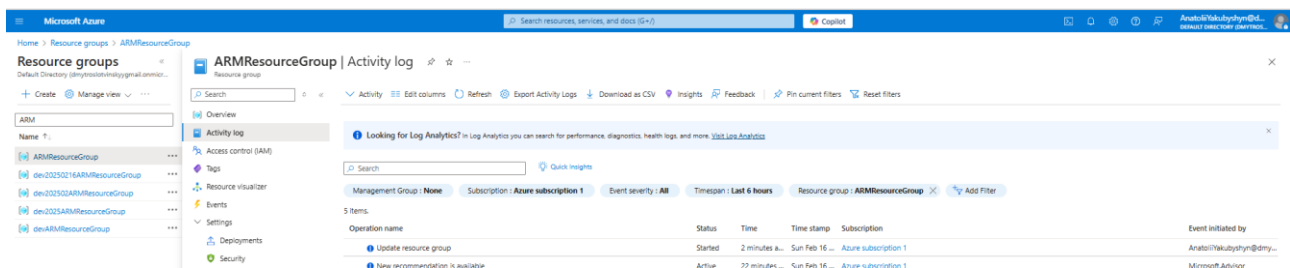 Microsoft Azure
Search resources, services, and docs (G+/)
Copilot
AnatoliiYakubyshyn@d...
DEFAULT DIRECTORY (DMYTROS...
Home > Resource groups > ARMResourceGroup
Resource groups
Default Directory (dmytroslotvinskyygmail.onmicr...
Create
Manage view
ARM
Name
ARMResourceGroup
dev20250216ARMResourceGroup
dev202502ARMResourceGroup
dev2025ARMResourceGroup
devARMResourceGroup
ARMResourceGroup | Activity log
Resource group
Search
Overview
Activity log
Access control (IAM)
Tags
Resource visualizer
Events
Settings
Deployments
Security
Activity Edit columns Refresh Export Activity Logs Download as CSV Insights Feedback Pin current filters Reset filters
Looking for Log Analytics? In Log Analytics you can search for performance, diagnostics, health logs, and more. Visit Log Analytics
Search
Quick Insights
Management Group : None Subscription : Azure subscription 1 Event severity : All Timespan : Last 6 hours Resource group : ARMResourceGroup Add Filter
5 items.
Operation name Status Time Time stamp Subscription Event initiated by
Update resource group Started 2 minutes a... Sun Feb 16 ... Azure subscription 1 AnatoliiYakubyshyn@dmy...
New recommendation is available Active 22 minutes ... Sun Feb 16 ... Azure subscription 1 Microsoft.Advisor